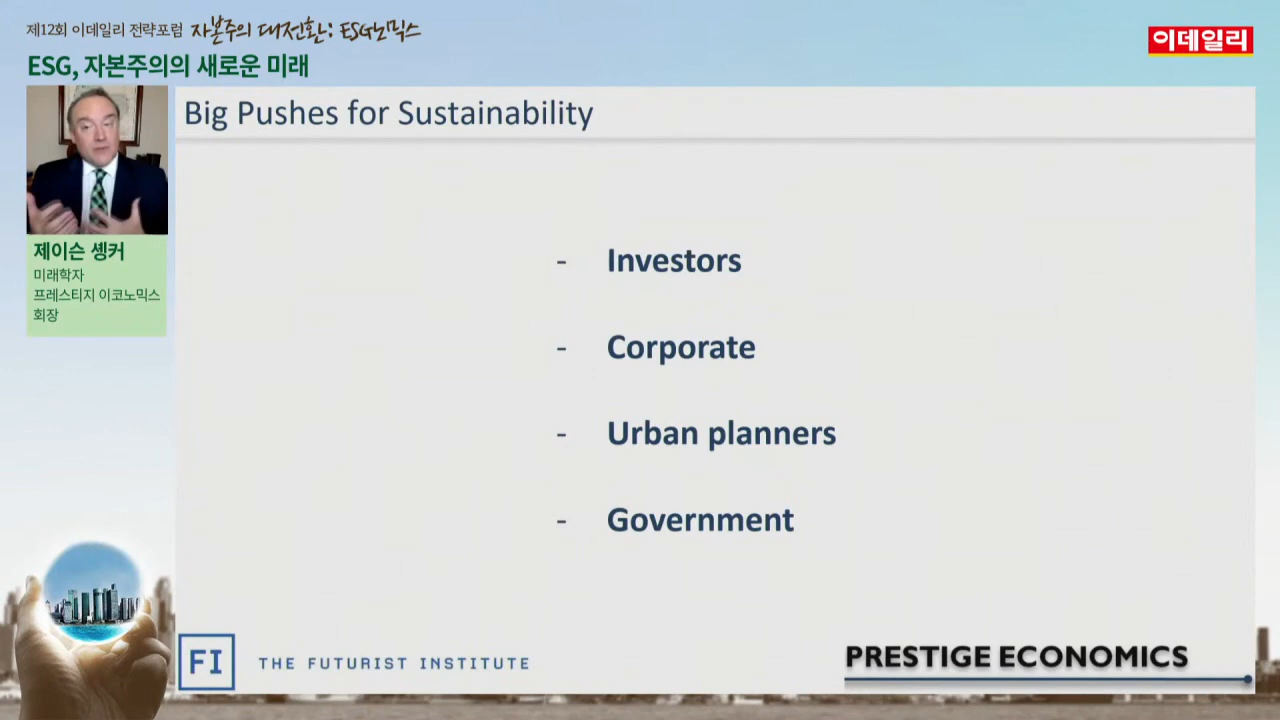 제12회 이데일리 전략포럼 자본주의 대전환: ESG노믹스
이데일리
ESG, 자본주의의 새로운 미래
Big Pushes for Sustainability
제이슨 솅커
미래학자
프레스티지 이코노믹스
회장
- Investors
- Corporate
- Urban planners
- Government
FI THE FUTURIST INSTITUTE
PRESTIGE ECONOMICS